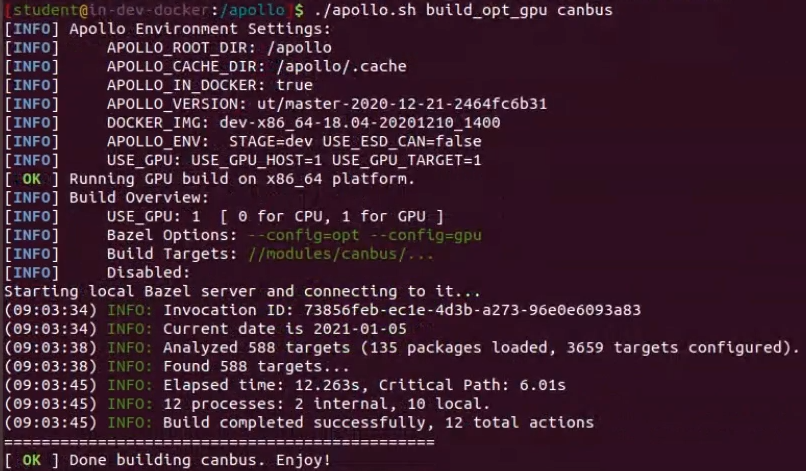 [student@in-dev-docker:/apollo]$ ./apollo.sh build_opt_gpu canbus
[INFO] Apollo Environment Settings:
[INFO]     APOLLO_ROOT_DIR: /apollo
[INFO]     APOLLO_CACHE_DIR: /apollo/.cache
[INFO]     APOLLO_IN_DOCKER: true
[INFO]     APOLLO_VERSION: ut/master-2020-12-21-2464fc6b31
[INFO]     DOCKER_IMG: dev-x86_64-18.04-20201210_1400
[INFO]     APOLLO_ENV:  STAGE=dev USE_ESD_CAN=false
[INFO]     USE_GPU: USE_GPU_HOST=1 USE_GPU_TARGET=1
[ OK ] Running GPU build on x86_64 platform.
[INFO] Build Overview:
[INFO]     USE_GPU: 1  [ 0 for CPU, 1 for GPU ]
[INFO]     Bazel Options: --config=opt --config=gpu
[INFO]     Build Targets: //modules/canbus/...
[INFO]     Disabled:
Starting local Bazel server and connecting to it...
(09:03:34) INFO: Invocation ID: 73856feb-ec1e-4d3b-a273-96e0e6093a83
(09:03:34) INFO: Current date is 2021-01-05
(09:03:38) INFO: Analyzed 588 targets (135 packages loaded, 3659 targets configured).
(09:03:38) INFO: Found 588 targets...
(09:03:45) INFO: Elapsed time: 12.263s, Critical Path: 6.01s
(09:03:45) INFO: 12 processes: 2 internal, 10 local.
(09:03:45) INFO: Build completed successfully, 12 total actions
==============================================
[ OK ] Done building canbus. Enjoy!